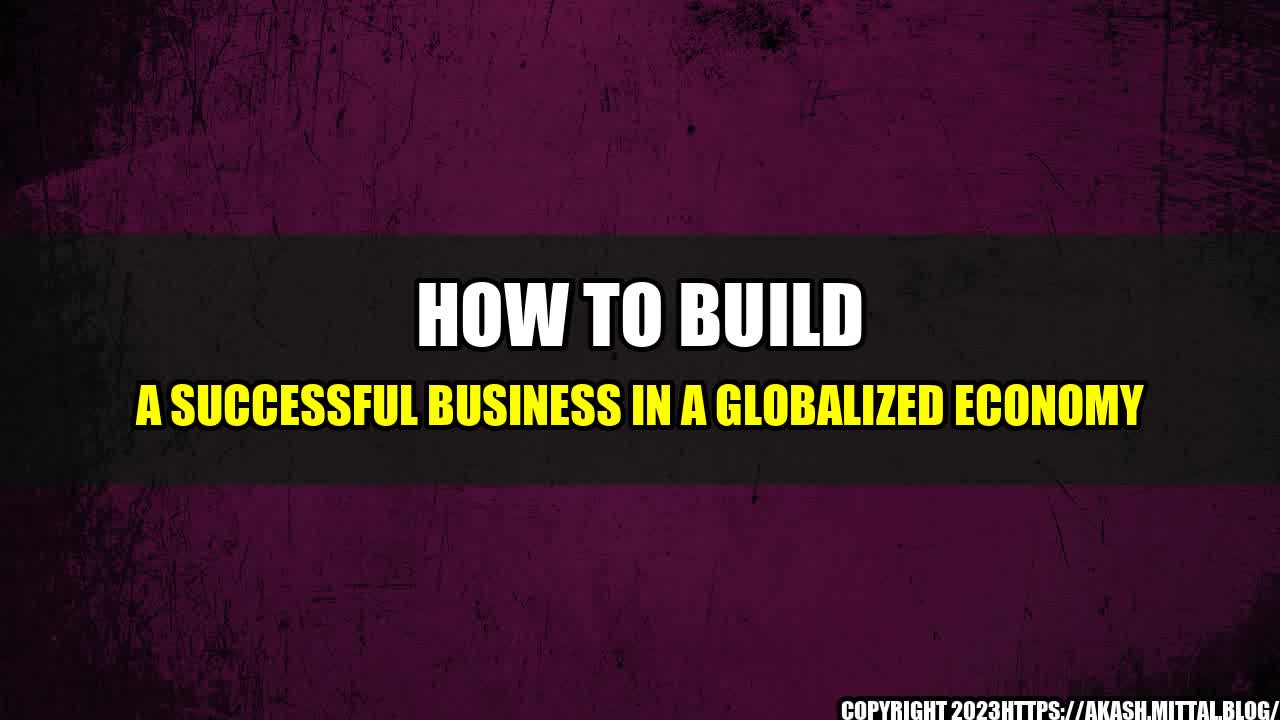 HOW TO BUILD
A SUCCESSFUL BUSINESS IN A GLOBALIZED ECONOMY
COPYRIGHT 2023HTTPS://AKASH.MITTAL.BLOG/